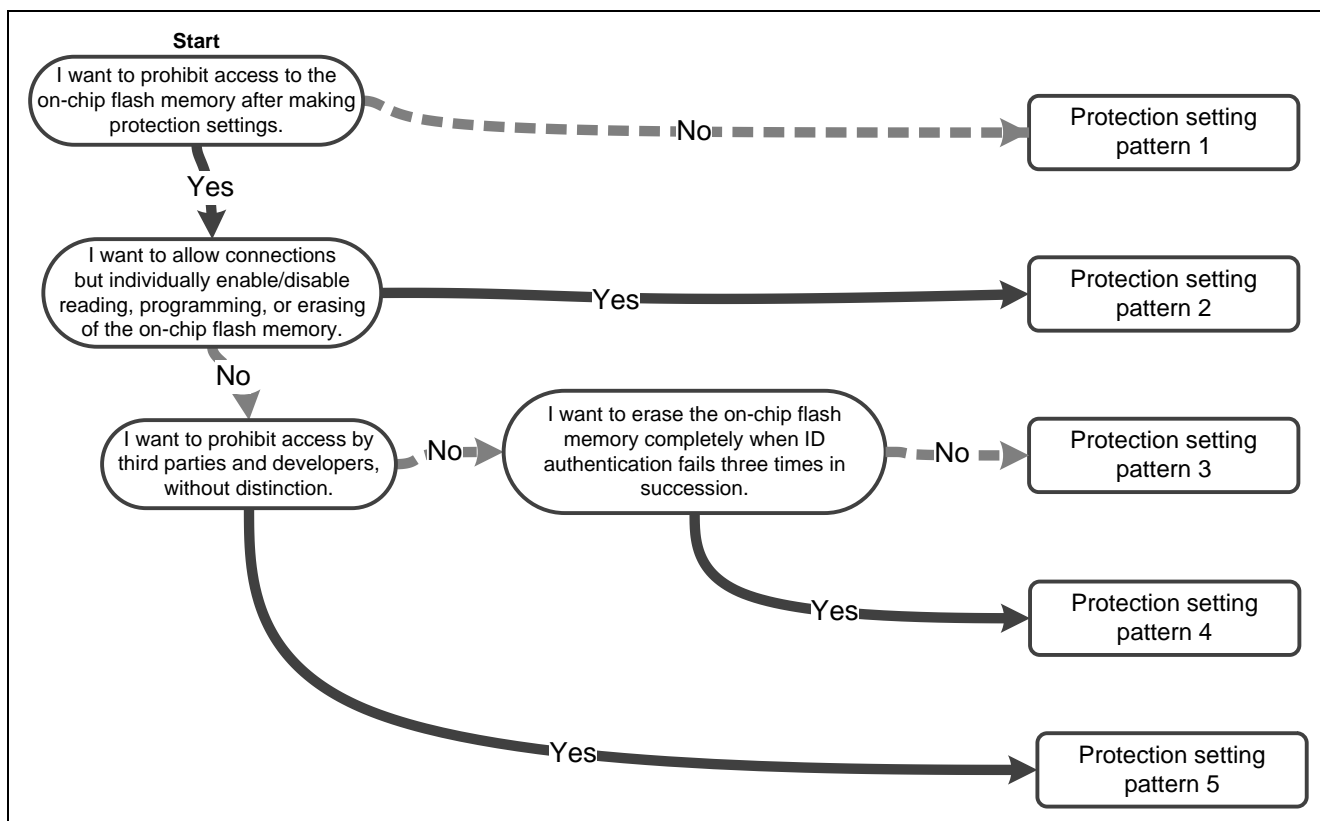 Start
I want to prohibit access to the
on-chip flash memory after making
protection settings.
No
Protection setting
pattern 1
Yes
I want to allow connections
but individually enable/disable
reading, programming, or erasing
of the on-chip flash memory.
Yes
Protection setting
pattern 2
No
I want to prohibit access by
third parties and developers,
without distinction.
No
I want to erase the on-chip flash
memory completely when ID
authentication fails three times in
succession.
No
Protection setting
pattern 3
Yes
Protection setting
pattern 4
Yes
Protection setting
pattern 5